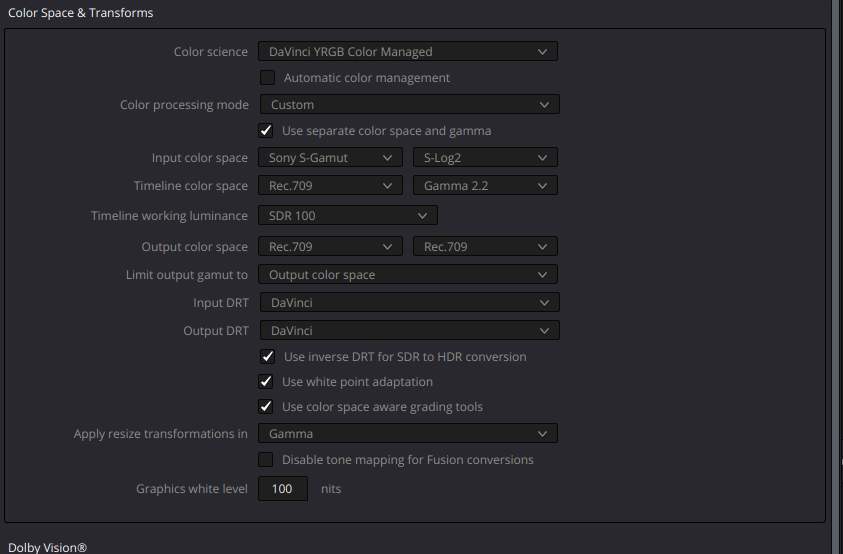 Color Space & Transforms
Color science DaVinci YRGB Color Managed
Automatic color management
Color processing mode Custom
Use separate color space and gamma
Input color space Sony S-Gamut S-Log2
Timeline color space Rec.709 Gamma 2.2
Timeline working luminance SDR 100
Output color space Rec.709 Rec.709
Limit output gamut to Output color space
Input DRT DaVinci
Output DRT DaVinci
Use inverse DRT for SDR to HDR conversion
Use white point adaptation
Use color space aware grading tools
Apply resize transformations in Gamma
Disable tone mapping for Fusion conversions
Graphics white level 100 nits
Dolby Vision®